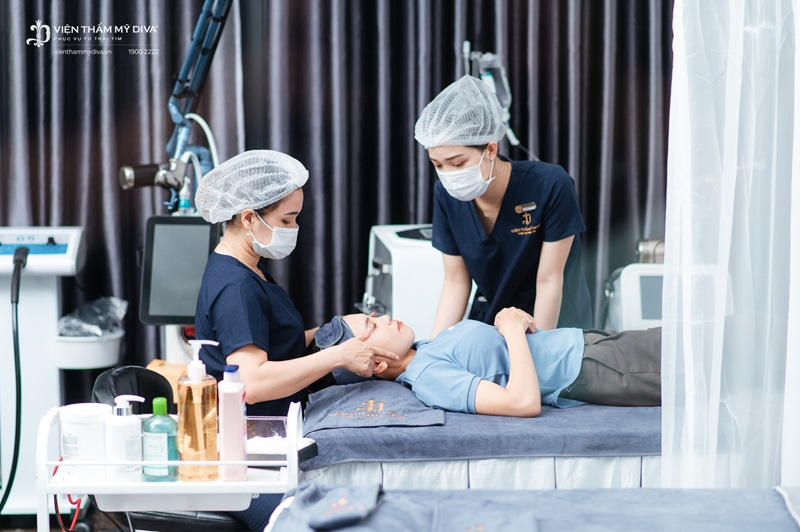 VIỆN THẨM MỸ DIVA
PHỤC VỤ TỪ TRÁI TIM
vienthammydiva.vn 1900 2222